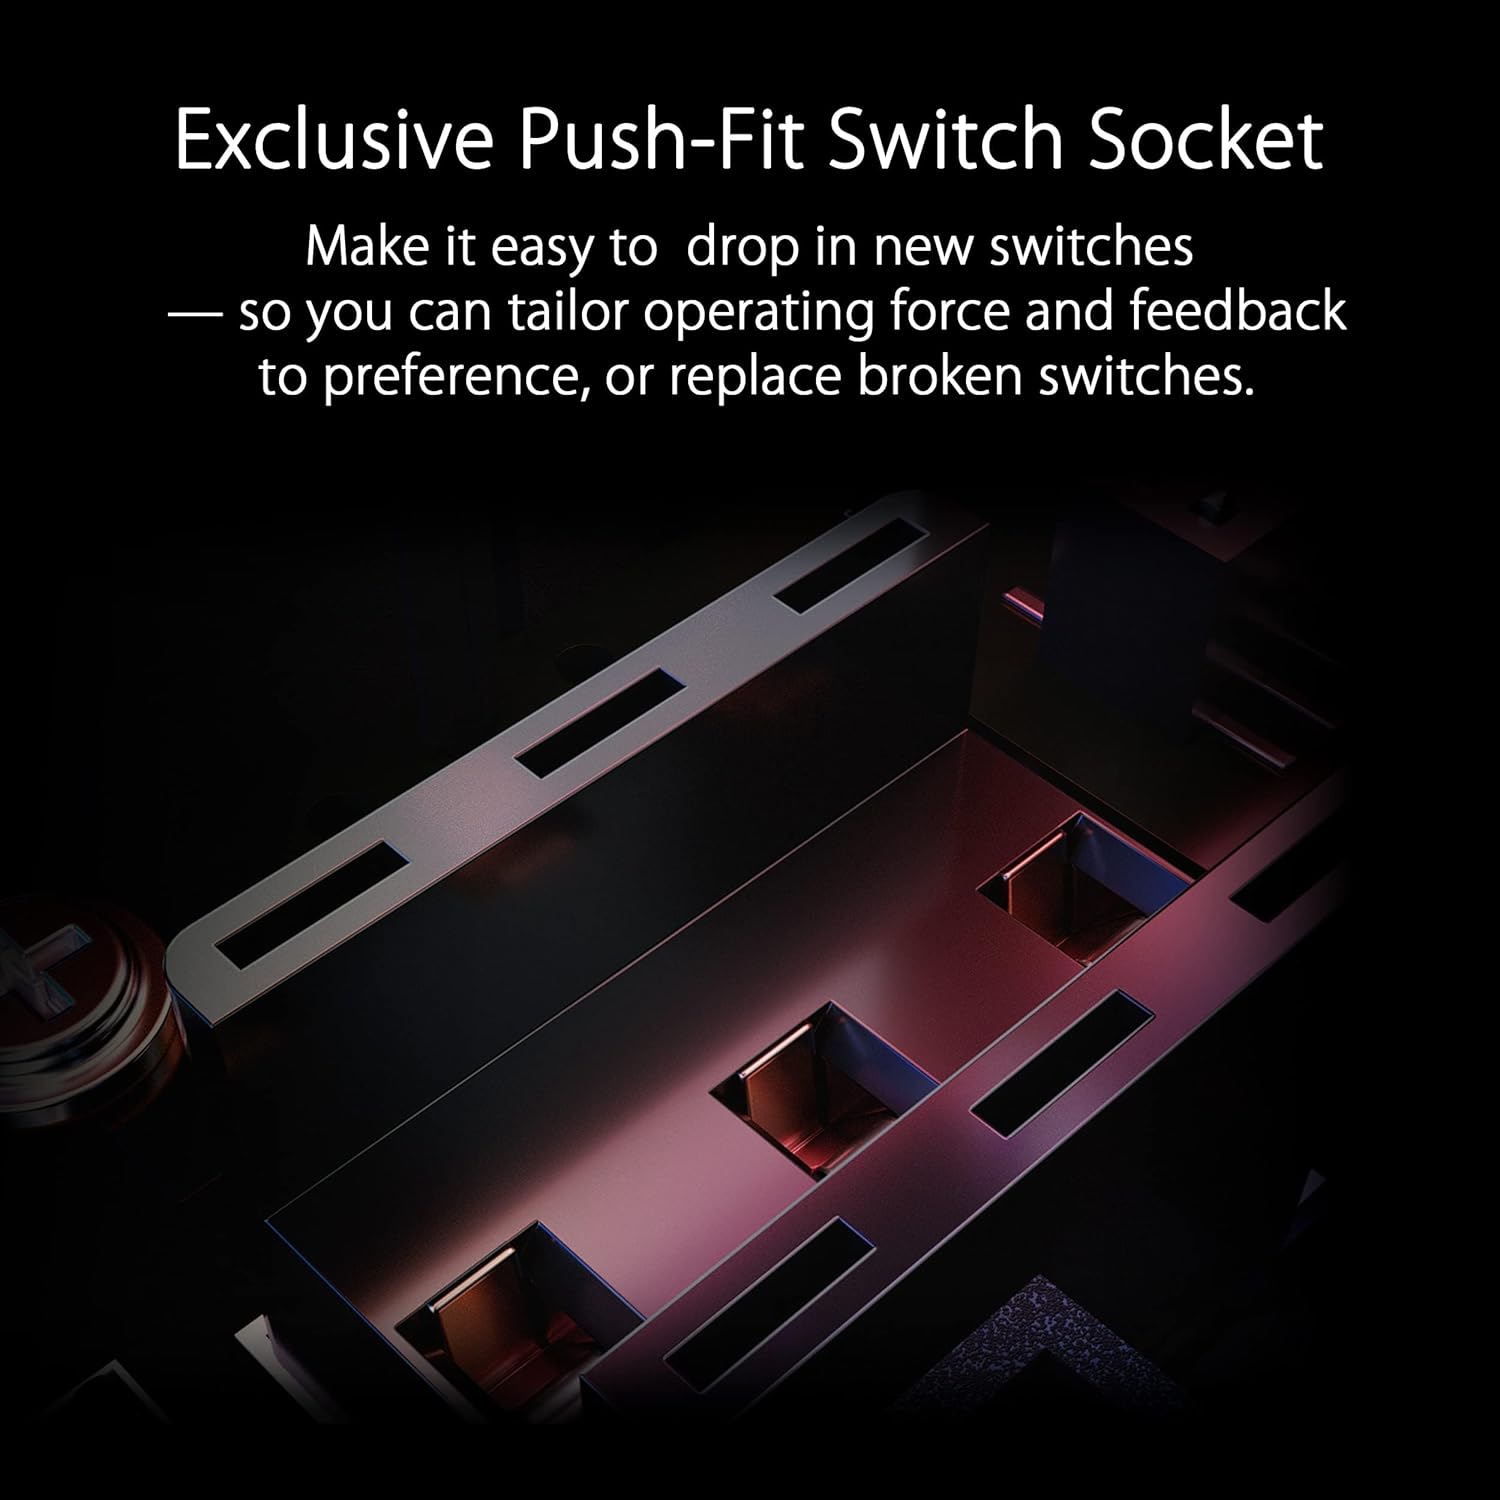 Exclusive Push-Fit Switch Socket
Make it easy to  drop in new switches
— so you can tailor operating force and feedback
to preference, or replace broken switches.